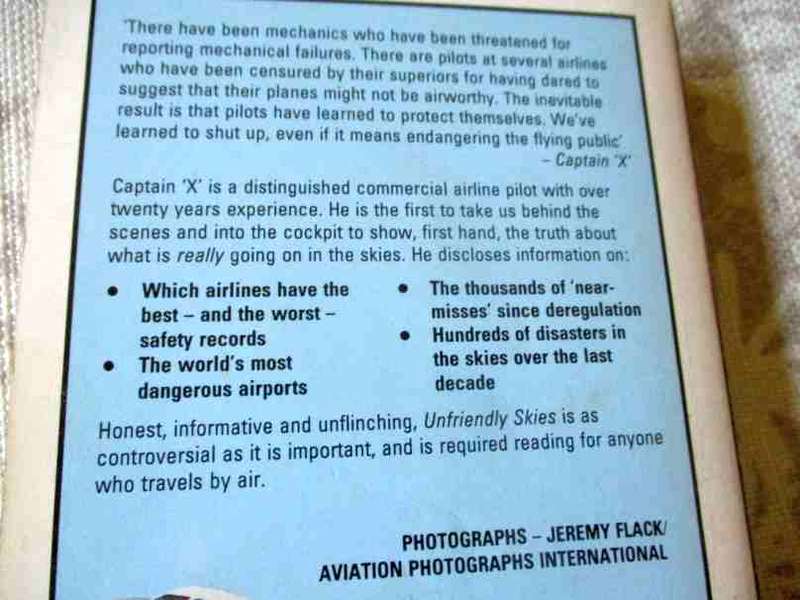 'There have been mechanics who have been threatened for
reporting mechanical failures. There are pilots at several airlines
who have been censured by their superiors for having dared to
suggest that their planes might not be airworthy. The inevitable
result is that pilots have learned to protect themselves. We've
learned to shut up, even if it means endangering the flying public'
– Captain 'X'
Captain 'X' is a distinguished commercial airline pilot with over
twenty years experience. He is the first to take us behind the
scenes and into the cockpit to show, first hand, the truth about
what is really going on in the skies. He discloses information on:
● Which airlines have the
best – and the worst –
safety records
● The world's most
dangerous airports
● The thousands of 'near-
misses' since deregulation
● Hundreds of disasters in
the skies over the last
decade
Honest, informative and unflinching, Unfriendly Skies is as
controversial as it is important, and is required reading for anyone
who travels by air.
PHOTOGRAPHS – JEREMY FLACK/
AVIATION PHOTOGRAPHS INTERNATIONAL